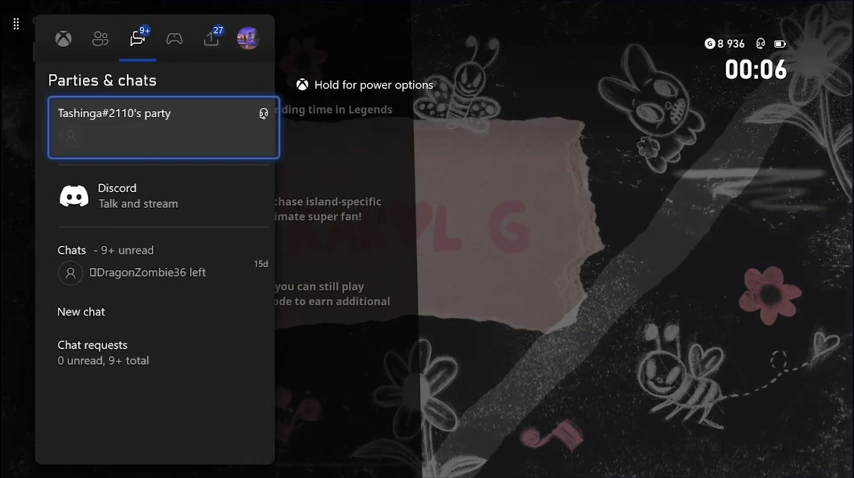 9+
27
G 8 936
00:06
Parties & chats
Hold for power options
Tashinga#2110's party
nding time in Legends
Discord
Talk and stream
chase island-specific
imate super fan!
L G
Chats - 9+ unread
DragonZombie36 left
15d
you can still play
ode to earn additional
New chat
Chat requests
0 unread, 9+ total